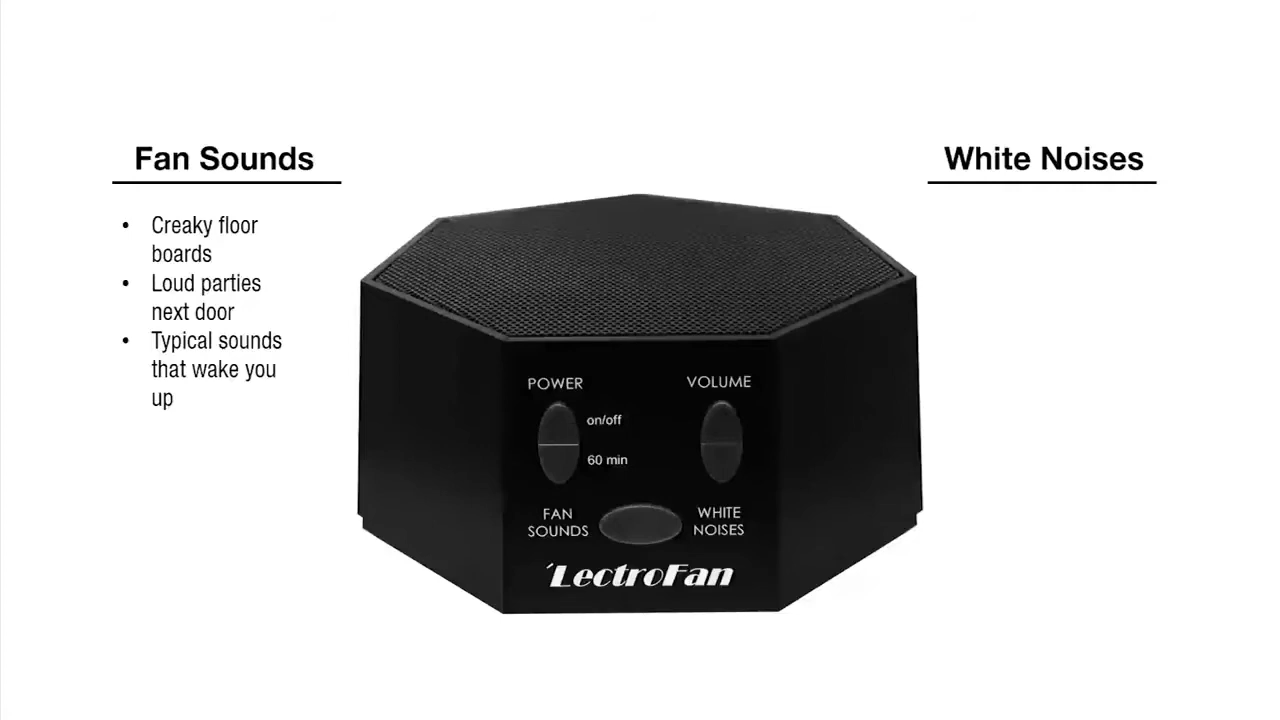 Fan Sounds
White Noises
• Creaky floor
boards
• Loud parties
next door
• Typical sounds
that wake you
up
POWER
VOLUME
on/off
60 min
FAN
SOUNDS
WHITE
NOISES
'LectroFan